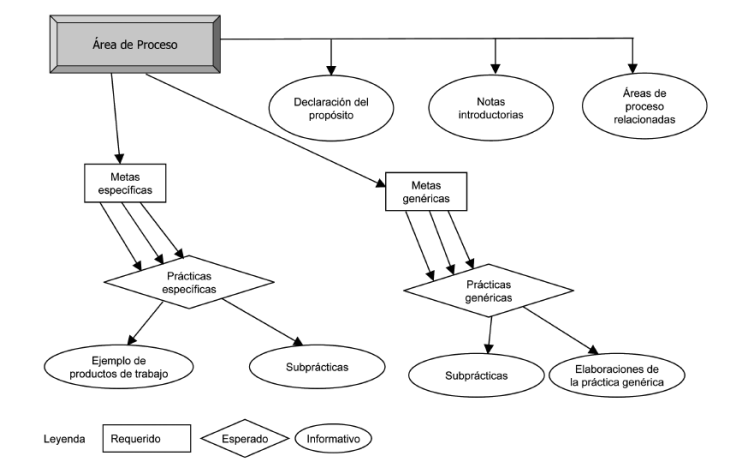 Área de Proceso
Declaración del
propósito
Notas
introductorias
Áreas de
proceso
relacionadas
Metas
específicas
Metas
genéricas
Prácticas
específicas
Prácticas
genéricas
Ejemplo de
productos de trabajo
Subprácticas
Subprácticas
Elaboraciones de
la práctica genérica
Leyenda
Requerido
Esperado
Informativo